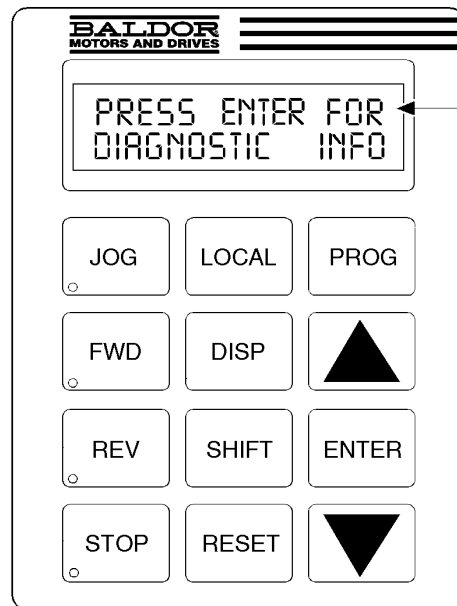 BALDOR
MOTORS AND DRIVES
PRESS ENTER FOR
DIAGNOSTIC INFO
JOG LOCAL PROG
FWD DISP
REV SHIFT ENTER
STOP RESET